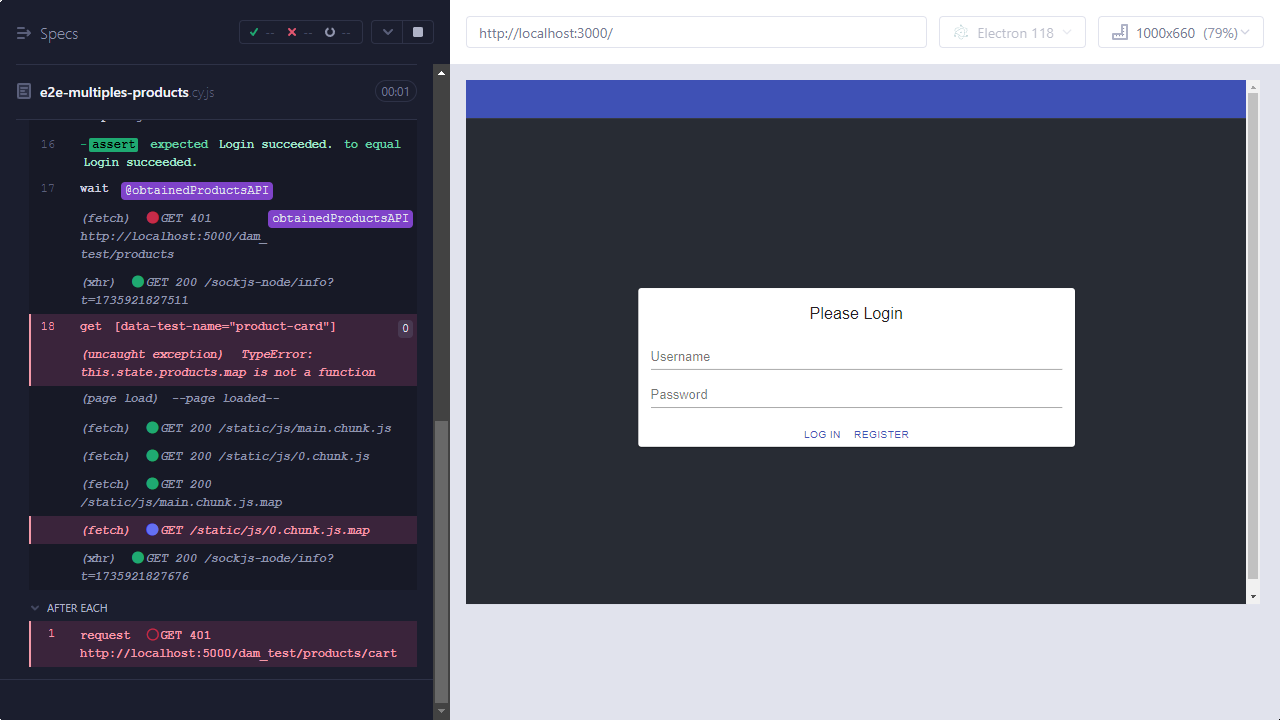 Specs
--
--
--
e2e-multiples-products.cy.js
00:01
16 -assert expected Login succeeded. to equal
Login succeeded.
17 wait @obtainedProductsAPI
(fetch) GET 401 obtainedProductsAPI
http://localhost:5000/dam_
test/products
(xhr) GET 200 /sockjs-node/info?
t=1735921827511
18 get [data-test-name="product-card"] 0
(uncaught exception) TypeError:
this.state.products.map is not a function
(page load) --page loaded--
(fetch) GET 200 /static/js/main.chunk.js
(fetch) GET 200 /static/js/0.chunk.js
(fetch) GET 200
/static/js/main.chunk.js.map
(fetch) GET /static/js/0.chunk.js.map
(xhr) GET 200 /sockjs-node/info?
t=1735921827676
AFTER EACH
1 request GET 401
http://localhost:5000/dam_test/products/cart
http://localhost:3000/
Electron 118
1000x660 (79%)
Please Login
Username
Password
LOG IN REGISTER